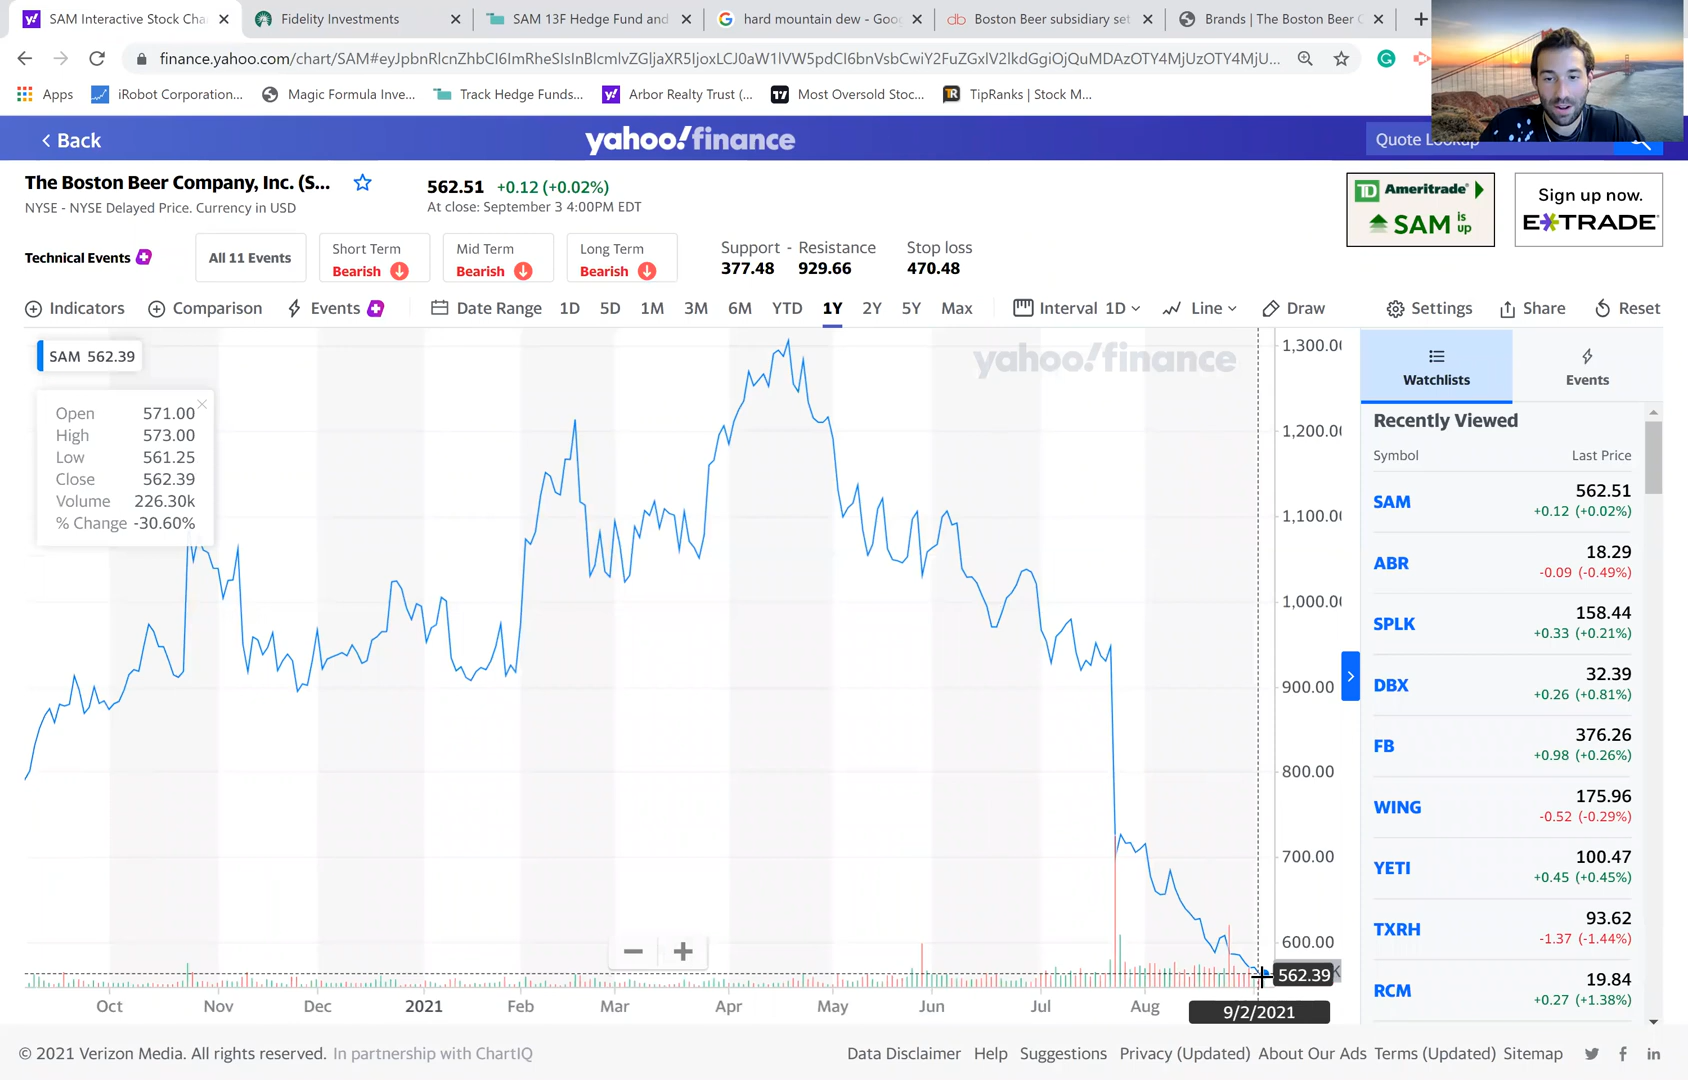 SAM Interactive Stock Cha
Fidelity Investments
SAM 13F Hedge Fund and
hard mountain dew - Goo
Boston Beer subsidiary set
Brands | The Boston Beer C
finance.yahoo.com/chart/SAM#eyJpbnRlcnZhbCI6ImRheSIsInBlcmlvZGljaXR5IjoxLCJ0aW1lVW5pdCI6bnVsbCwiY2FuZGxlV2lkdGgiOjQuMDAzOTY4MjUzOTY4MjU...
Apps
iRobot Corporation...
Magic Formula Inve...
Track Hedge Funds...
Arbor Realty Trust (...
Most Oversold Stoc...
TipRanks | Stock M...
Back
yahoo!finance
Quote Lookup
The Boston Beer Company, Inc. (S...
562.51 +0.12 (+0.02%)
NYSE - NYSE Delayed Price. Currency in USD
At close: September 3 4:00PM EDT
TD Ameritrade
SAM is up
Sign up now.
E*TRADE
Technical Events
All 11 Events
Short Term
Bearish
Mid Term
Bearish
Long Term
Bearish
Support - Resistance
377.48 929.66
Stop loss
470.48
Indicators
Comparison
Events
Date Range
1D
5D
1M
3M
6M
YTD
1Y
2Y
5Y
Max
Interval 1D
Line
Draw
Settings
Share
Reset
SAM 562.39
Open 571.00
High 573.00
Low 561.25
Close 562.39
Volume 226.30k
% Change -30.60%
yahoo!finance
1,300.0
1,200.0
1,100.0
1,000.0
900.00
800.00
700.00
600.00
562.39
Oct
Nov
Dec
2021
Feb
Mar
Apr
May
Jun
Jul
Aug
9/2/2021
Watchlists
Events
Recently Viewed
Symbol Last Price
SAM 562.51
+0.12 (+0.02%)
ABR 18.29
-0.09 (-0.49%)
SPLK 158.44
+0.33 (+0.21%)
DBX 32.39
+0.26 (+0.81%)
FB 376.26
+0.98 (+0.26%)
WING 175.96
-0.52 (-0.29%)
YETI 100.47
+0.45 (+0.45%)
TXRH 93.62
-1.37 (-1.44%)
RCM 19.84
+0.27 (+1.38%)
© 2021 Verizon Media. All rights reserved. In partnership with ChartIQ
Data Disclaimer Help Suggestions Privacy (Updated) About Our Ads Terms (Updated) Sitemap